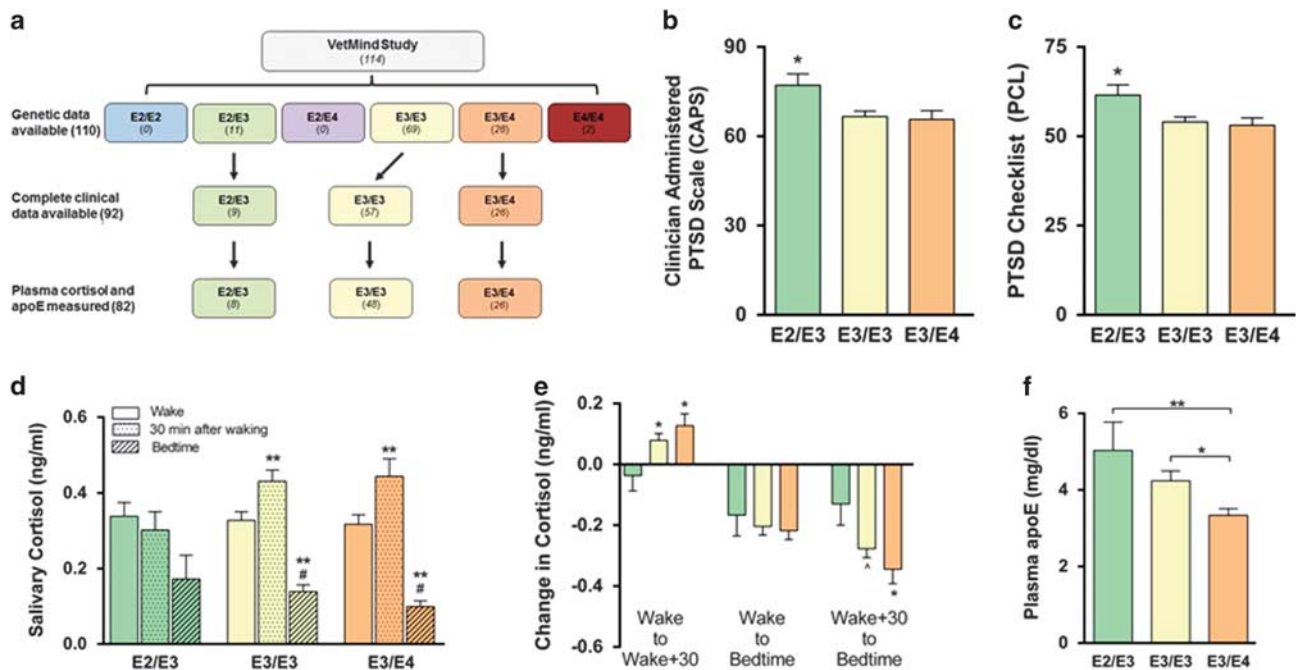 a
VetMind Study
(114)
Genetic data
available (110)
E2/E2
(0)
E2/E3
(11)
E2/E4
(0)
E3/E3
(69)
E3/E4
(26)
E4/E4
(2)
Complete clinical
data available (92)
E2/E3
(9)
E3/E3
(57)
E3/E4
(26)
Plasma cortisol and
apoE measured (82)
E2/E3
(8)
E3/E3
(48)
E3/E4
(26)
b
Clinician Administered
PTSD Scale (CAPS)
90
60
30
0
*
E2/E3 E3/E3 E3/E4
c
PTSD Checklist (PCL)
75
50
25
0
*
E2/E3 E3/E3 E3/E4
d
Salivary Cortisol (ng/ml)
0.6
0.4
0.2
0.0
Wake
30 min after waking
Bedtime
** **
** **
# #
E2/E3 E3/E3 E3/E4
e
Change in Cortisol (ng/ml)
0.2
0.0
-0.2
-0.4
-0.6
* *
^
*
Wake
to
Wake+30
Wake
to
Bedtime
Wake+30
to
Bedtime
f
Plasma apoE (mg/dl)
6
4
2
0
**
*
E2/E3 E3/E3 E3/E4